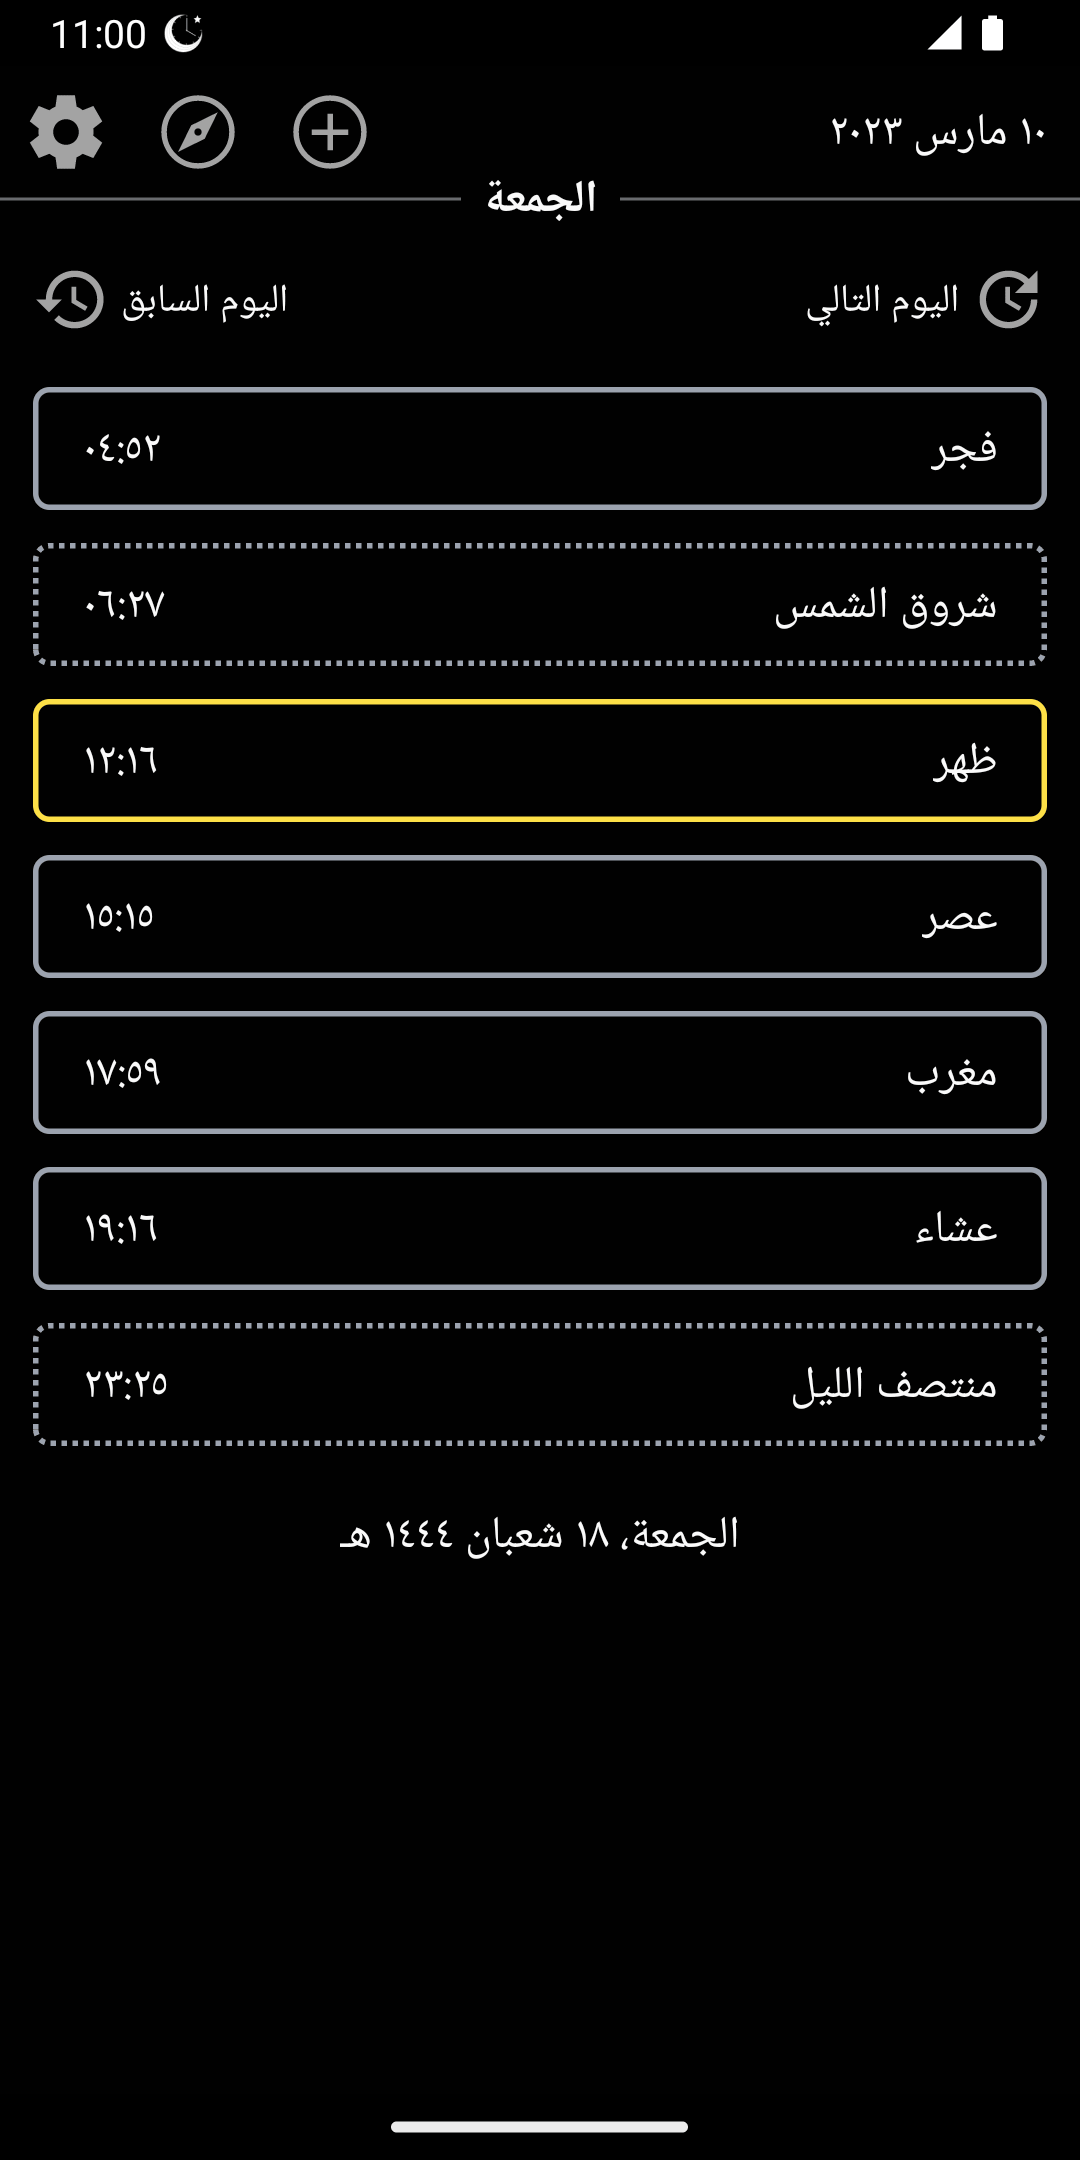 11:00
١٠ مارس ٢٠٢٣
الجمعة
اليوم التالي
اليوم السابق
فجر ٠٤:٥٢
شروق الشمس ٠٦:٢٧
ظهر ١٢:١٦
عصر ١٥:١٥
مغرب ١٧:٥٩
عشاء ١٩:١٦
منتصف الليل ٢٣:٢٥
الجمعة، ١٨ شعبان ١٤٤٤ هـ